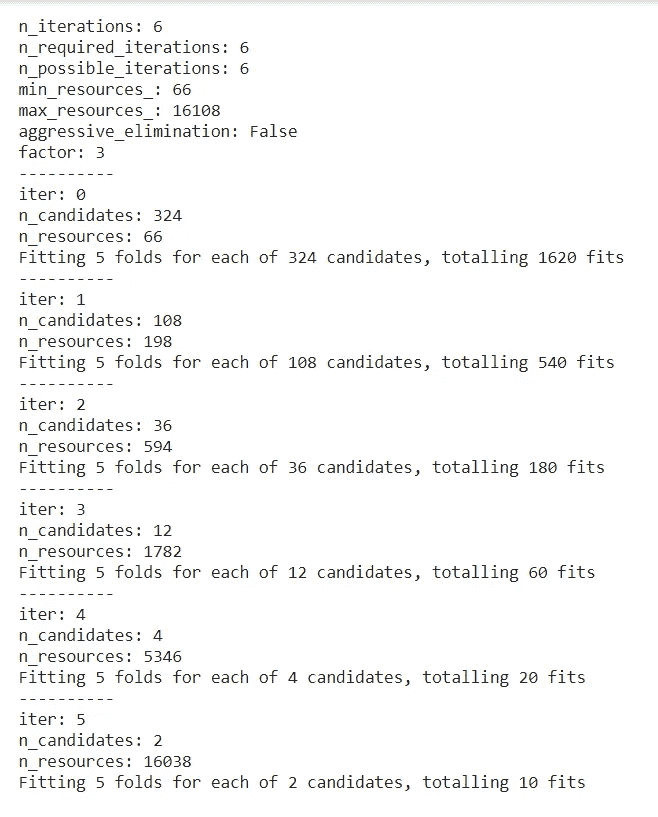 n_iterations: 6
n_required_iterations: 6
n_possible_iterations: 6
min_resources_: 66
max_resources_: 16108
aggressive_elimination: False
factor: 3
----------
iter: 0
n_candidates: 324
n_resources: 66
Fitting 5 folds for each of 324 candidates, totalling 1620 fits
----------
iter: 1
n_candidates: 108
n_resources: 198
Fitting 5 folds for each of 108 candidates, totalling 540 fits
----------
iter: 2
n_candidates: 36
n_resources: 594
Fitting 5 folds for each of 36 candidates, totalling 180 fits
----------
iter: 3
n_candidates: 12
n_resources: 1782
Fitting 5 folds for each of 12 candidates, totalling 60 fits
----------
iter: 4
n_candidates: 4
n_resources: 5346
Fitting 5 folds for each of 4 candidates, totalling 20 fits
----------
iter: 5
n_candidates: 2
n_resources: 16038
Fitting 5 folds for each of 2 candidates, totalling 10 fits